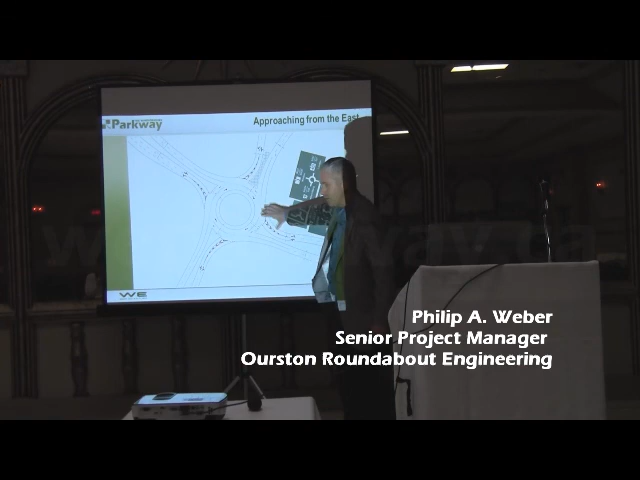 Parkway
Approaching from the East
WE
Philip A. Weber
Senior Project Manager
Ourston Roundabout Engineering